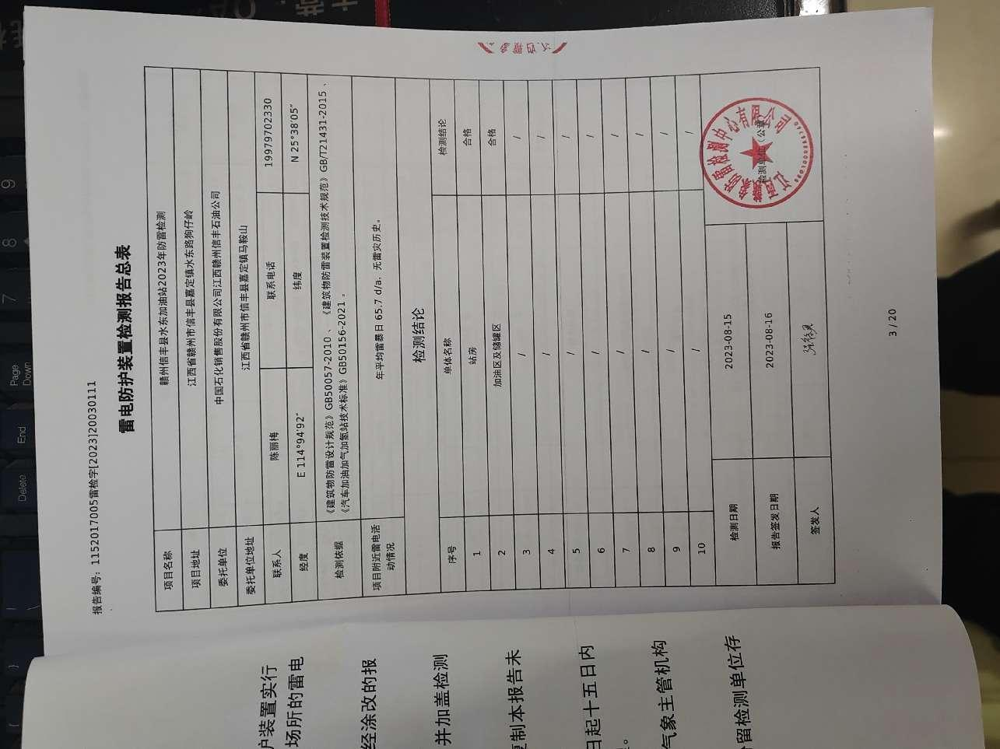 报告编号：1152017005雷检字[2023]20030111
雷电防护装置检测报告总表
项目名称 赣州信丰县水东加油站2023年防雷检测
项目地址 江西省赣州市信丰县嘉定镇水东路狗仔岭
委托单位 中国石化销售股份有限公司江西赣州信丰石油公司
委托单位地址 江西省赣州市信丰县嘉定镇马鞍山
联系人 陈丽梅 联系电话 19979702330
经度 E 114°94′92″ 纬度 N 25°38′05″
检测依据 《建筑物防雷设计规范》GB50057-2010 、 《建筑物防雷装置检测技术规范》GB/T21431-2015 、
《汽车加油加气加氢站技术标准》GB50156-2021 。
项目附近雷电活
动情况 年平均雷暴日 65.7 d/a，无雷灾历史。
检测结论
序号 单体名称 检测结论
1 站房 合格
2 加油区及储罐区 合格
3 / /
4 / /
5 / /
6 / /
7 / /
8 / /
9 / /
10 / /
检测日期 2023-08-15
报告签发日期 2023-08-16
签发人
检测单位（公章）
3 / 20
护装置实行
场所的雷电
经涂改的报
并加盖检测
复制本报告未
日起十五日内
。
气象主管机构
份留检测单位存
Delete
End
Page
Down
7
8
9